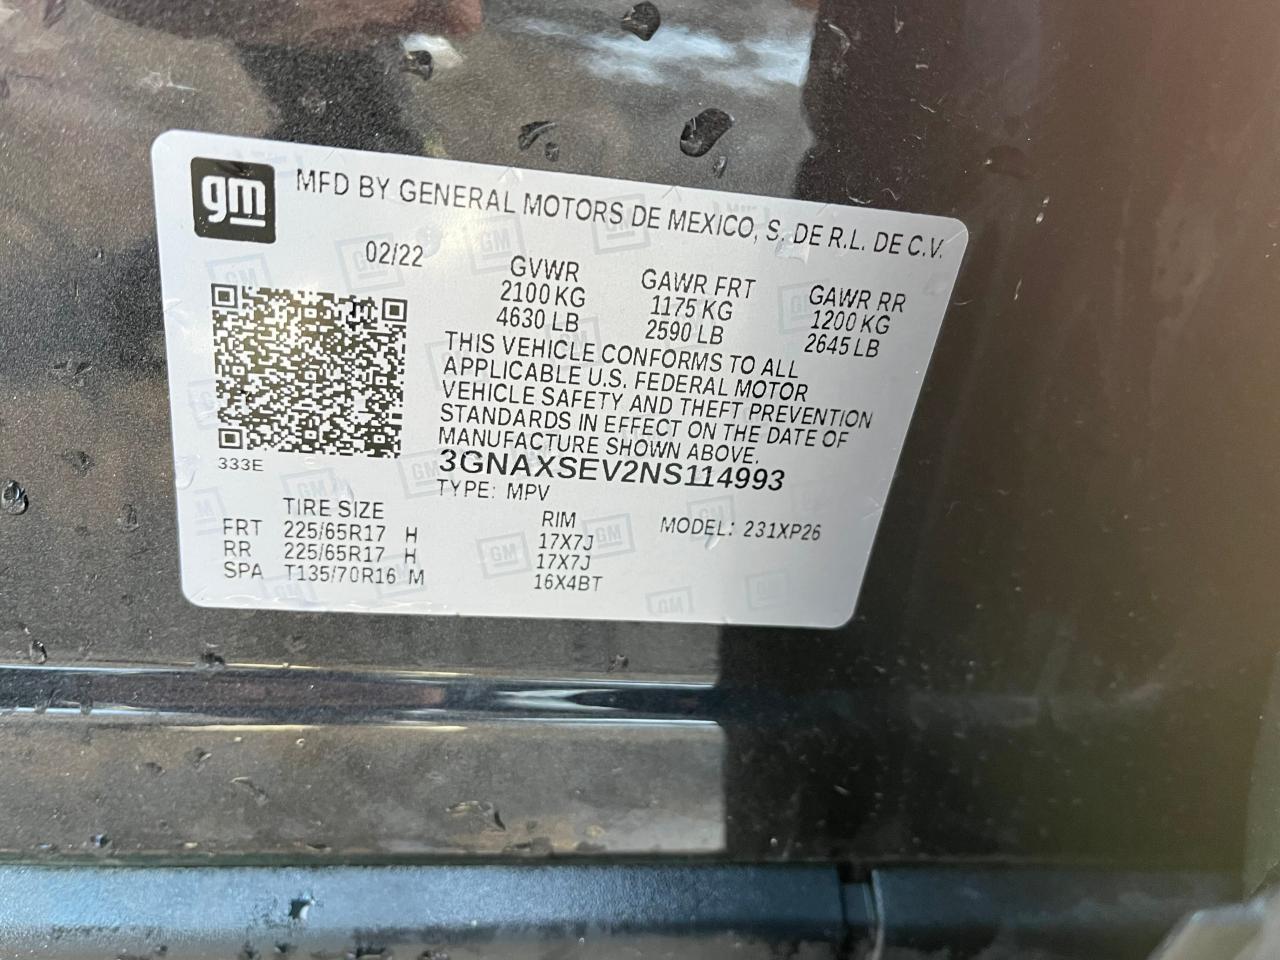 gm MFD BY GENERAL MOTORS DE MEXICO, S. DE R.L. DE C.V.
02/22 GVWR GAWR FRT GAWR RR
2100 KG 1175 KG 1200 KG
4630 LB 2590 LB 2645 LB
THIS VEHICLE CONFORMS TO ALL
APPLICABLE U.S. FEDERAL MOTOR
VEHICLE SAFETY AND THEFT PREVENTION
STANDARDS IN EFFECT ON THE DATE OF
MANUFACTURE SHOWN ABOVE.
333E 3GNAXSEV2NS114993
TYPE: MPV
TIRE SIZE RIM MODEL: 231XP26
FRT 225/65R17 H 17X7J
RR 225/65R17 H 17X7J
SPA T135/70R16 M 16X4BT